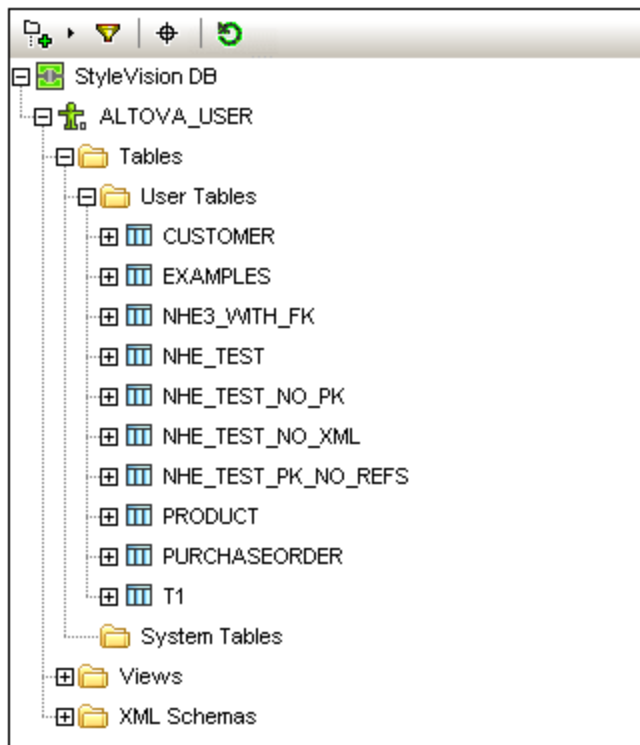 StyleVision DB
ALTOVA_USER
Tables
User Tables
CUSTOMER
EXAMPLES
NHE3_WITH_FK
NHE_TEST
NHE_TEST_NO_PK
NHE_TEST_NO_XML
NHE_TEST_PK_NO_REFS
PRODUCT
PURCHASEORDER
T1
System Tables
Views
XML Schemas